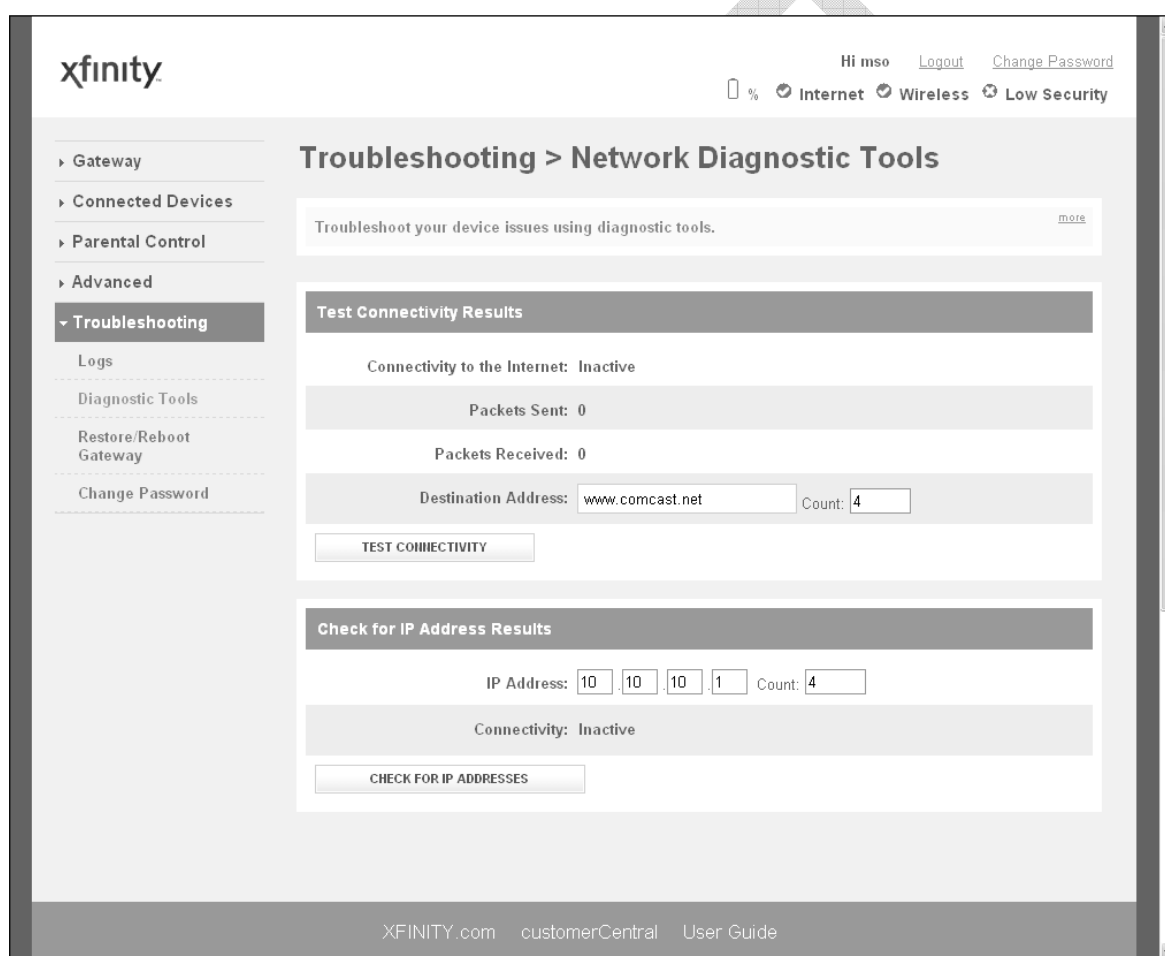 xfinity
Hi mso Logout Change Password
% Internet Wireless Low Security
Gateway
Connected Devices
Parental Control
Advanced
Troubleshooting
Logs
Diagnostic Tools
Restore/Reboot
Gateway
Change Password
Troubleshooting > Network Diagnostic Tools
Troubleshoot your device issues using diagnostic tools. more
Test Connectivity Results
Connectivity to the Internet: Inactive
Packets Sent: 0
Packets Received: 0
Destination Address: www.comcast.net Count: 4
TEST CONNECTIVITY
Check for IP Address Results
IP Address: 10 .10 .10 .1 Count: 4
Connectivity: Inactive
CHECK FOR IP ADDRESSES
XFINITY.com customerCentral User Guide